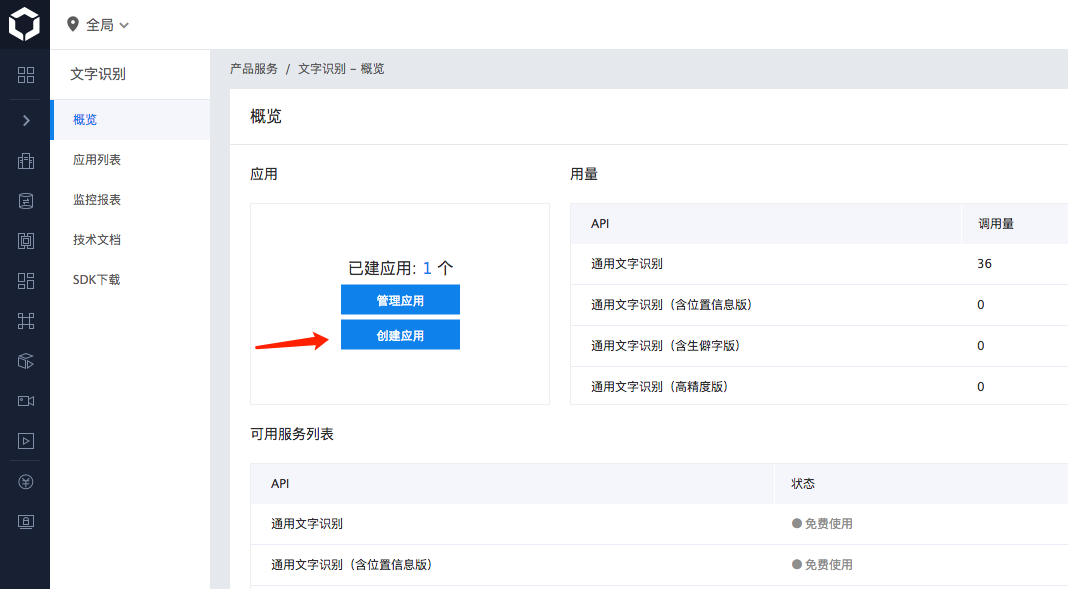 全局
文字识别
概览
应用列表
监控报表
技术文档
SDK下载
产品服务 / 文字识别 - 概览
概览
应用
已建应用: 1 个
管理应用
创建应用
用量
API 调用量
通用文字识别 36
通用文字识别（含位置信息版） 0
通用文字识别（含生僻字版） 0
通用文字识别（高精度版） 0
可用服务列表
API 状态
通用文字识别 免费使用
通用文字识别（含位置信息版） 免费使用